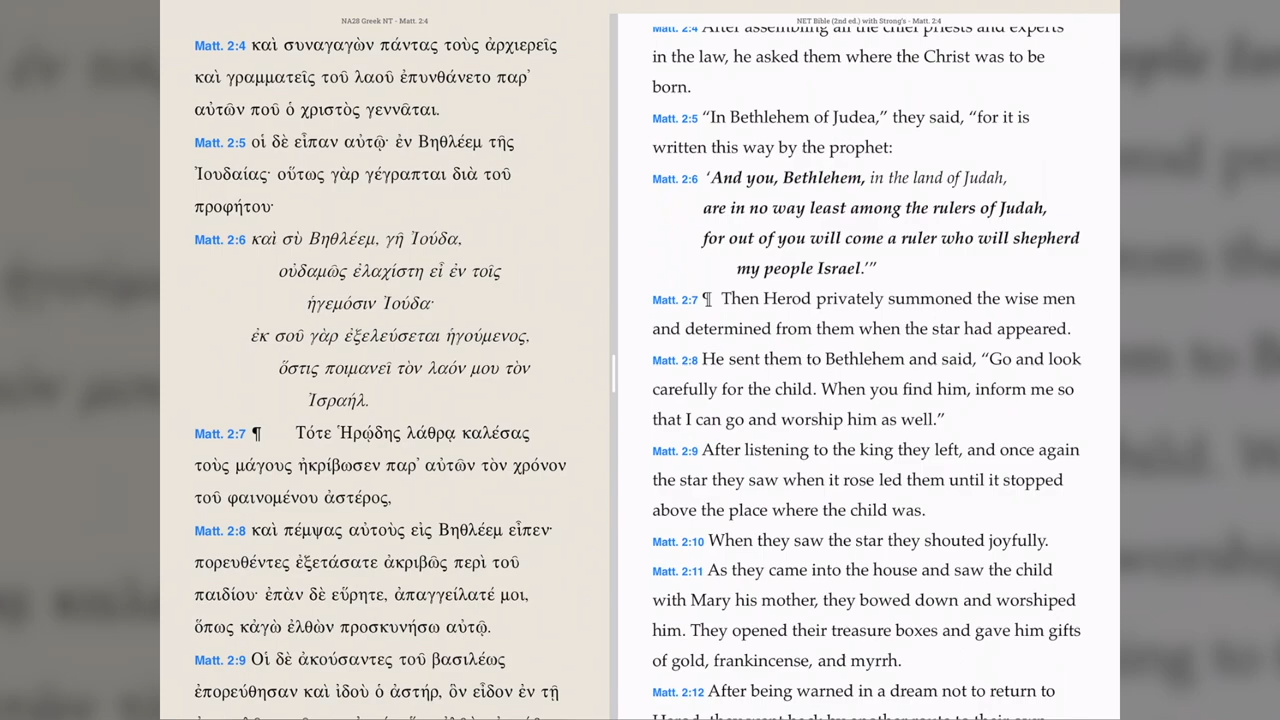 NA28 Greek NT - Matt. 2:4
Matt. 2:4 καὶ συναγαγὼν πάντας τοὺς ἀρχιερεῖς
καὶ γραμματεῖς τοῦ λαοῦ ἐπυνθάνετο παρ’
αὐτῶν ποῦ ὁ χριστὸς γεννᾶται.
Matt. 2:5 οἱ δὲ εἶπαν αὐτῷ· ἐν Βηθλέεμ τῆς
Ἰουδαίας· οὕτως γὰρ γέγραπται διὰ τοῦ
προφήτου·
Matt. 2:6 καὶ σὺ Βηθλέεμ, γῆ Ἰούδα,
οὐδαμῶς ἐλαχίστη εἶ ἐν τοῖς
ἡγεμόσιν Ἰούδα·
ἐκ σοῦ γὰρ ἐξελεύσεται ἡγούμενος,
ὅστις ποιμανεῖ τὸν λαόν μου τὸν
Ἰσραήλ.
Matt. 2:7 ¶ Τότε Ἡρῴδης λάθρᾳ καλέσας
τοὺς μάγους ἠκρίβωσεν παρ’ αὐτῶν τὸν χρόνον
τοῦ φαινομένου ἀστέρος,
Matt. 2:8 καὶ πέμψας αὐτοὺς εἰς Βηθλέεμ εἶπεν·
πορευθέντες ἐξετάσατε ἀκριβῶς περὶ τοῦ
παιδίου· ἐπὰν δὲ εὕρητε, ἀπαγγείλατέ μοι,
ὅπως κἀγὼ ἐλθὼν προσκυνήσω αὐτῷ.
Matt. 2:9 Οἱ δὲ ἀκούσαντες τοῦ βασιλέως
ἐπορεύθησαν καὶ ἰδοὺ ὁ ἀστήρ, ὃν εἶδον ἐν τῇ
NET Bible (2nd ed.) with Strong's - Matt. 2:4
Matt. 2:4 After assembling all the chief priests and experts
in the law, he asked them where the Christ was to be
born.
Matt. 2:5 “In Bethlehem of Judea,” they said, “for it is
written this way by the prophet:
Matt. 2:6 ‘And you, Bethlehem, in the land of Judah,
are in no way least among the rulers of Judah,
for out of you will come a ruler who will shepherd
my people Israel.’”
Matt. 2:7 ¶ Then Herod privately summoned the wise men
and determined from them when the star had appeared.
Matt. 2:8 He sent them to Bethlehem and said, “Go and look
carefully for the child. When you find him, inform me so
that I can go and worship him as well.”
Matt. 2:9 After listening to the king they left, and once again
the star they saw when it rose led them until it stopped
above the place where the child was.
Matt. 2:10 When they saw the star they shouted joyfully.
Matt. 2:11 As they came into the house and saw the child
with Mary his mother, they bowed down and worshiped
him. They opened their treasure boxes and gave him gifts
of gold, frankincense, and myrrh.
Matt. 2:12 After being warned in a dream not to return to